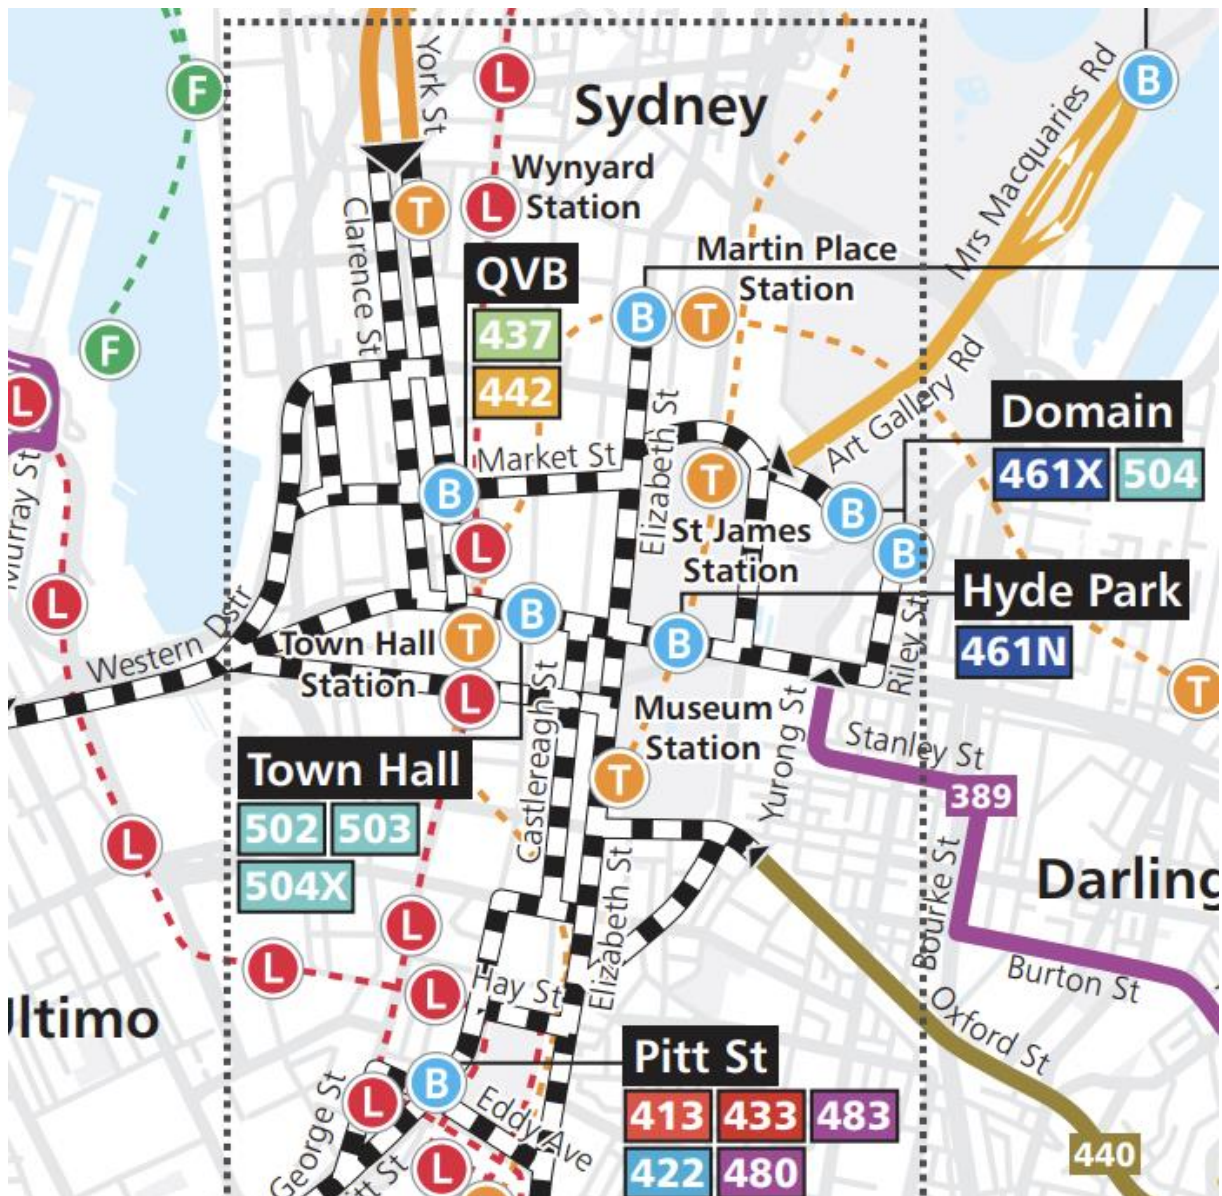 York St
F
L
B
Sydney
Mrs Macquaries Rd
Wynyard
Station
T
L
Clarence St
QVB
437
442
Martin Place
Station
B
T
F
L
Art Gallery Rd
Domain
461X 504
Elizabeth St
Market St
Murray St
T
B
B
St James
Station
L
B
L
Hyde Park
461N
B
T
Town Hall
Station
B
Riley St
Western Dstr
L
T
Castlereagh St
Museum
Station
Yurong St
Stanley St
T
Town Hall
502 503
504X
389
L
Bourke St
Darling
Elizabeth St
L
L
L
Hay St
Burton St
Ultimo
Oxford St
Pitt St
413 433 483
422 480
B
L
George St
Eddy Ave
L
440